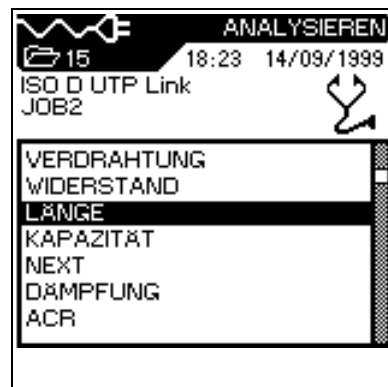 ANALYSIEREN
15 18:23 14/09/1999
ISO D UTP Link
JOB2
VERDRAHTUNG
WIDERSTAND
LÄNGE
KAPAZITÄT
NEXT
DÄMPFUNG
ACR